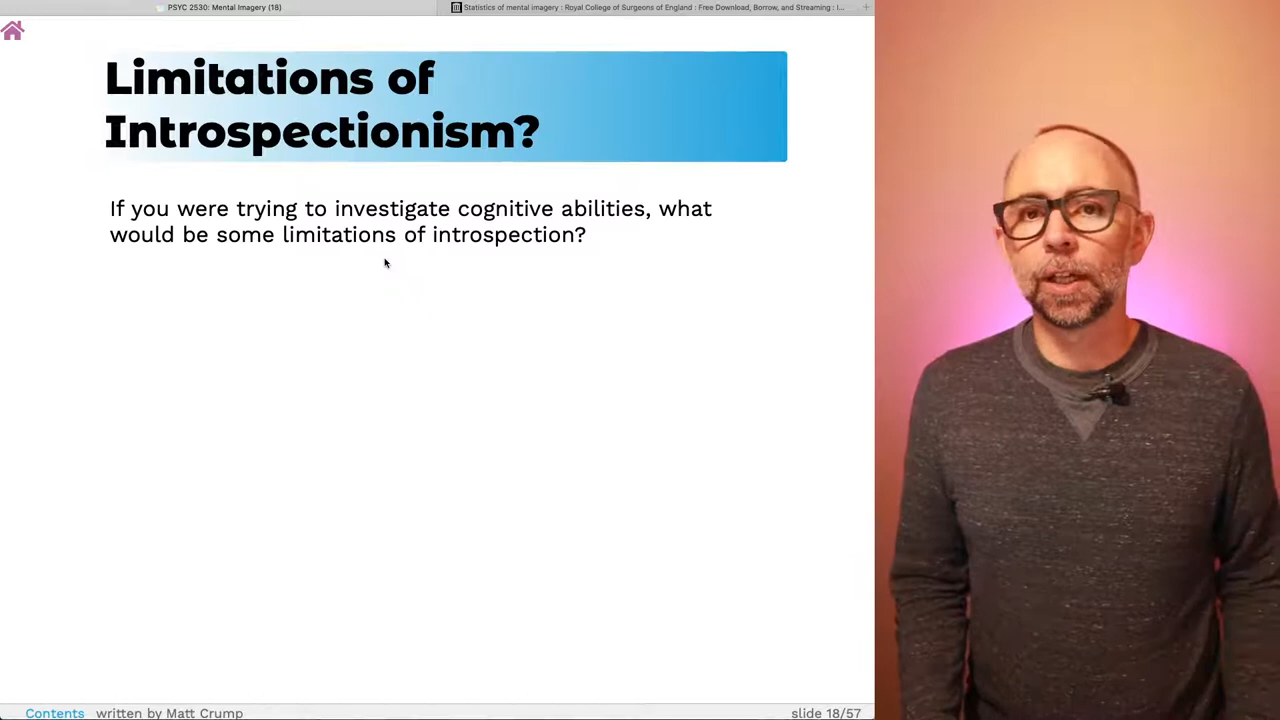 PSYC 2530: Mental Imagery (18)
Statistics of mental imagery : Royal College of Surgeons of England : Free Download, Borrow, and Streaming : I...
Limitations of
Introspectionism?
If you were trying to investigate cognitive abilities, what
would be some limitations of introspection?
Contents written by Matt Crump
slide 18/57